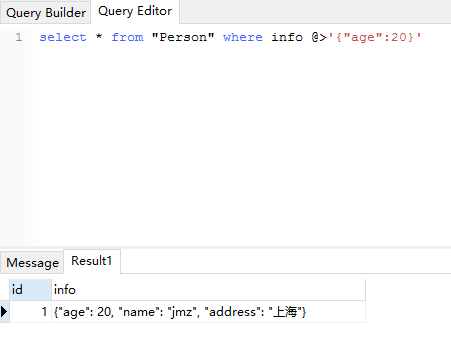 Query Builder Query Editor
1 select * from "Person" where info @>'{"age":20}'
Message Result1
id info
1 {"age": 20, "name": "jmz", "address": "上海"}